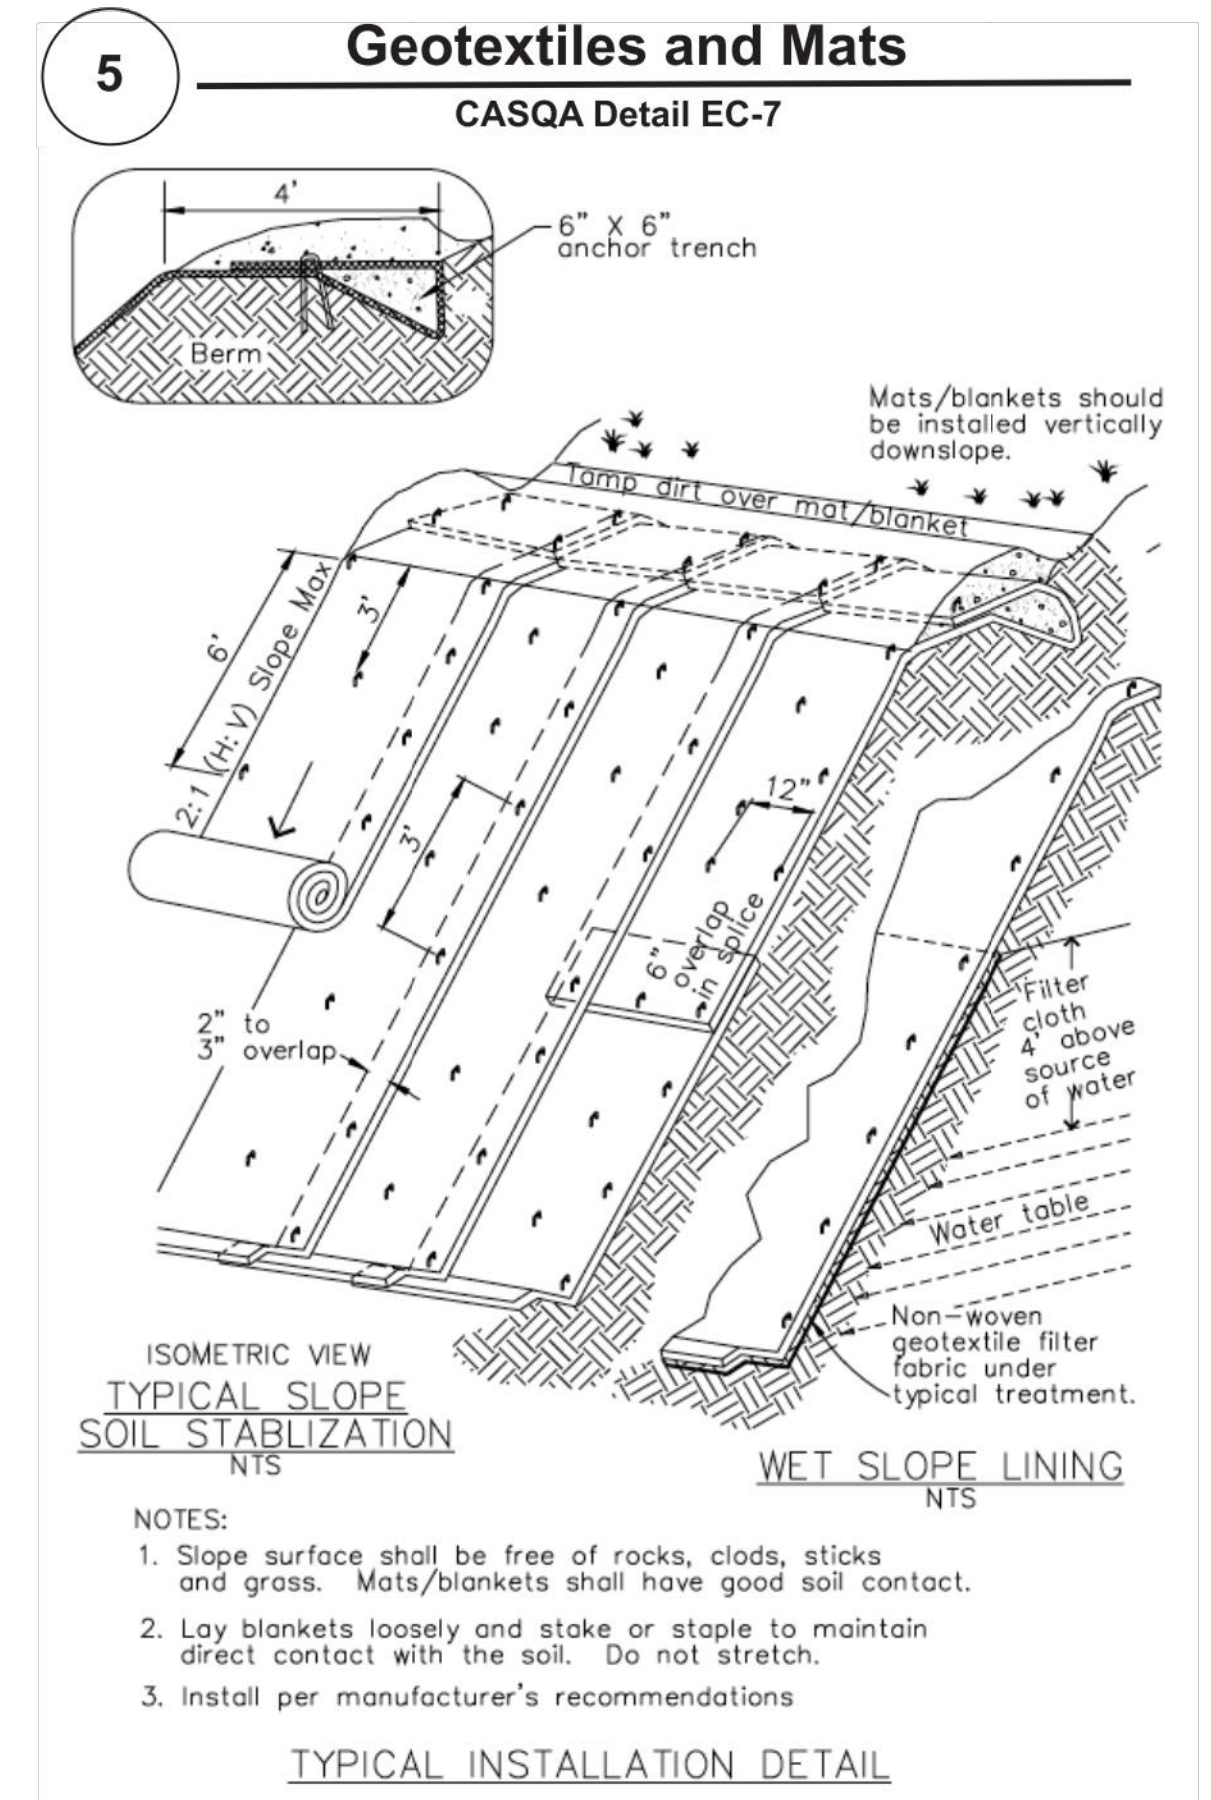 5
Geotextiles and Mats
CASQA Detail EC-7
4'
6" X 6"
anchor trench
Berm
Mats/blankets should
be installed vertically
downslope.
Tamp dirt over mat/blanket
6'
2:1 (H: V) Slope Max
3'
3'
12"
6"
overlap
in splice
2" to
3" overlap
Filter
cloth
4' above
source
of water
Water table
Non-woven
geotextile filter
fabric under
typical treatment.
ISOMETRIC VIEW
TYPICAL SLOPE
SOIL STABLIZATION
NTS
WET SLOPE LINING
NTS
NOTES:
1. Slope surface shall be free of rocks, clods, sticks
and grass. Mats/blankets shall have good soil contact.
2. Lay blankets loosely and stake or staple to maintain
direct contact with the soil. Do not stretch.
3. Install per manufacturer's recommendations
TYPICAL INSTALLATION DETAIL